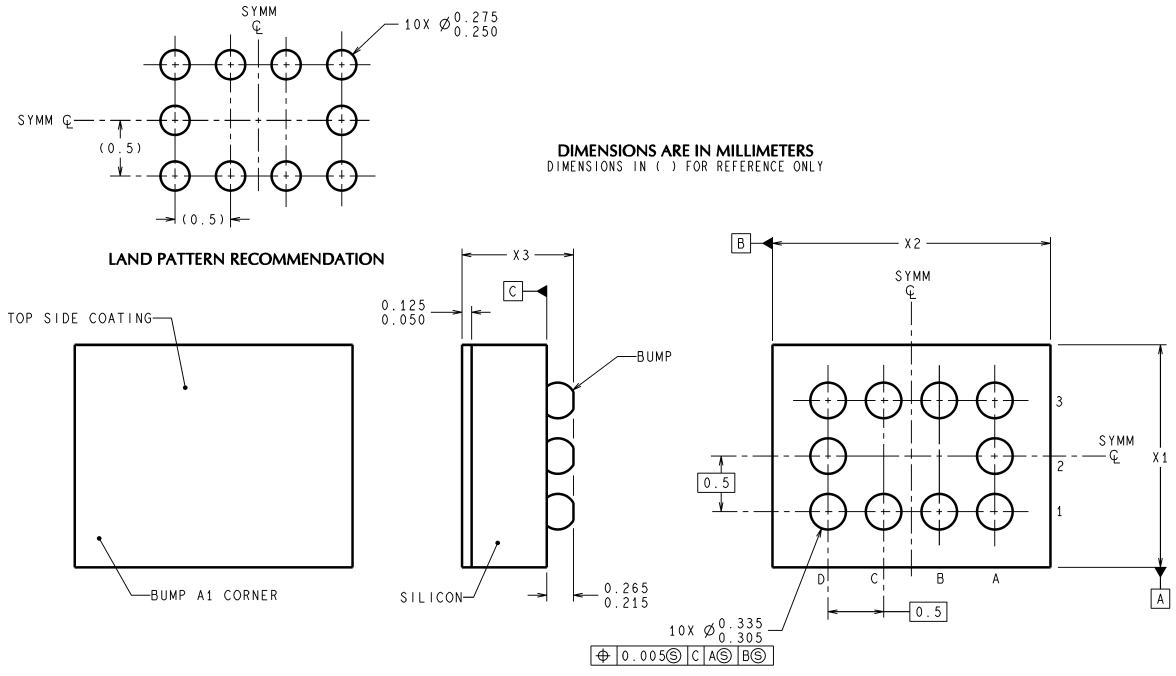 SYMM
℄
10X Ø 0.275
0.250
SYMM ℄
(0.5)
(0.5)
DIMENSIONS ARE IN MILLIMETERS
DIMENSIONS IN ( ) FOR REFERENCE ONLY
LAND PATTERN RECOMMENDATION
TOP SIDE COATING
BUMP A1 CORNER
X3
C
0.125
0.050
BUMP
SILICON
0.265
0.215
B
X2
SYMM
℄
3
SYMM
℄
X1
2
0.5
1
D C B A
A
0.5
10X Ø 0.335
0.305
⌖ 0.005Ⓢ C AⓈ BⓈ